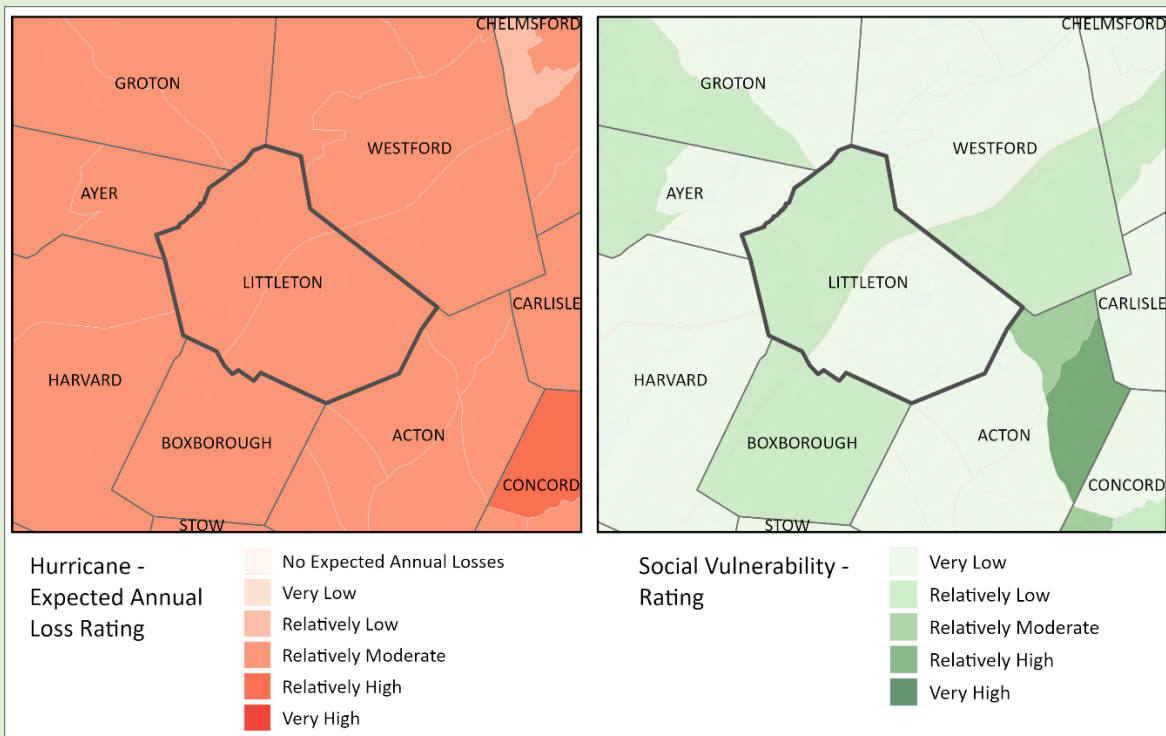 CHELMSFORD
GROTON
WESTFORD
AYER
LITTLETON
CARLISLE
HARVARD
BOXBOROUGH
ACTON
CONCORD
STOW
CHELMSFORD
GROTON
WESTFORD
AYER
LITTLETON
CARLISLE
HARVARD
BOXBOROUGH
ACTON
CONCORD
STOW
Hurricane -
Expected Annual
Loss Rating
No Expected Annual Losses
Very Low
Relatively Low
Relatively Moderate
Relatively High
Very High
Social Vulnerability -
Rating
Very Low
Relatively Low
Relatively Moderate
Relatively High
Very High